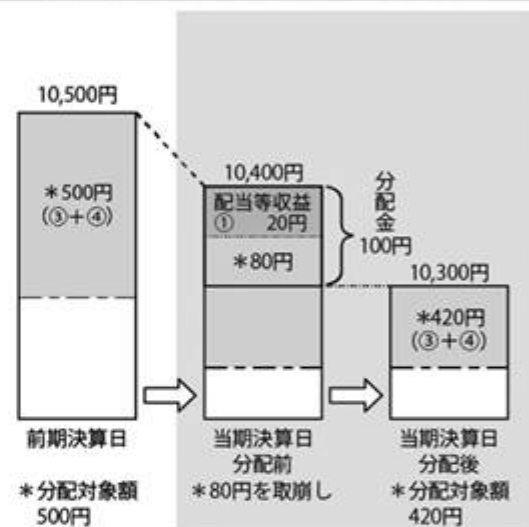 10,500円
*500円
(③+④)
前期決算日
*分配対象額
500円
10,400円
配当等収益
① 20円
*80円
分配金
100円
当期決算日
分配前
*80円を取崩し
10,300円
*420円
(③+④)
当期決算日
分配後
*分配対象額
420円